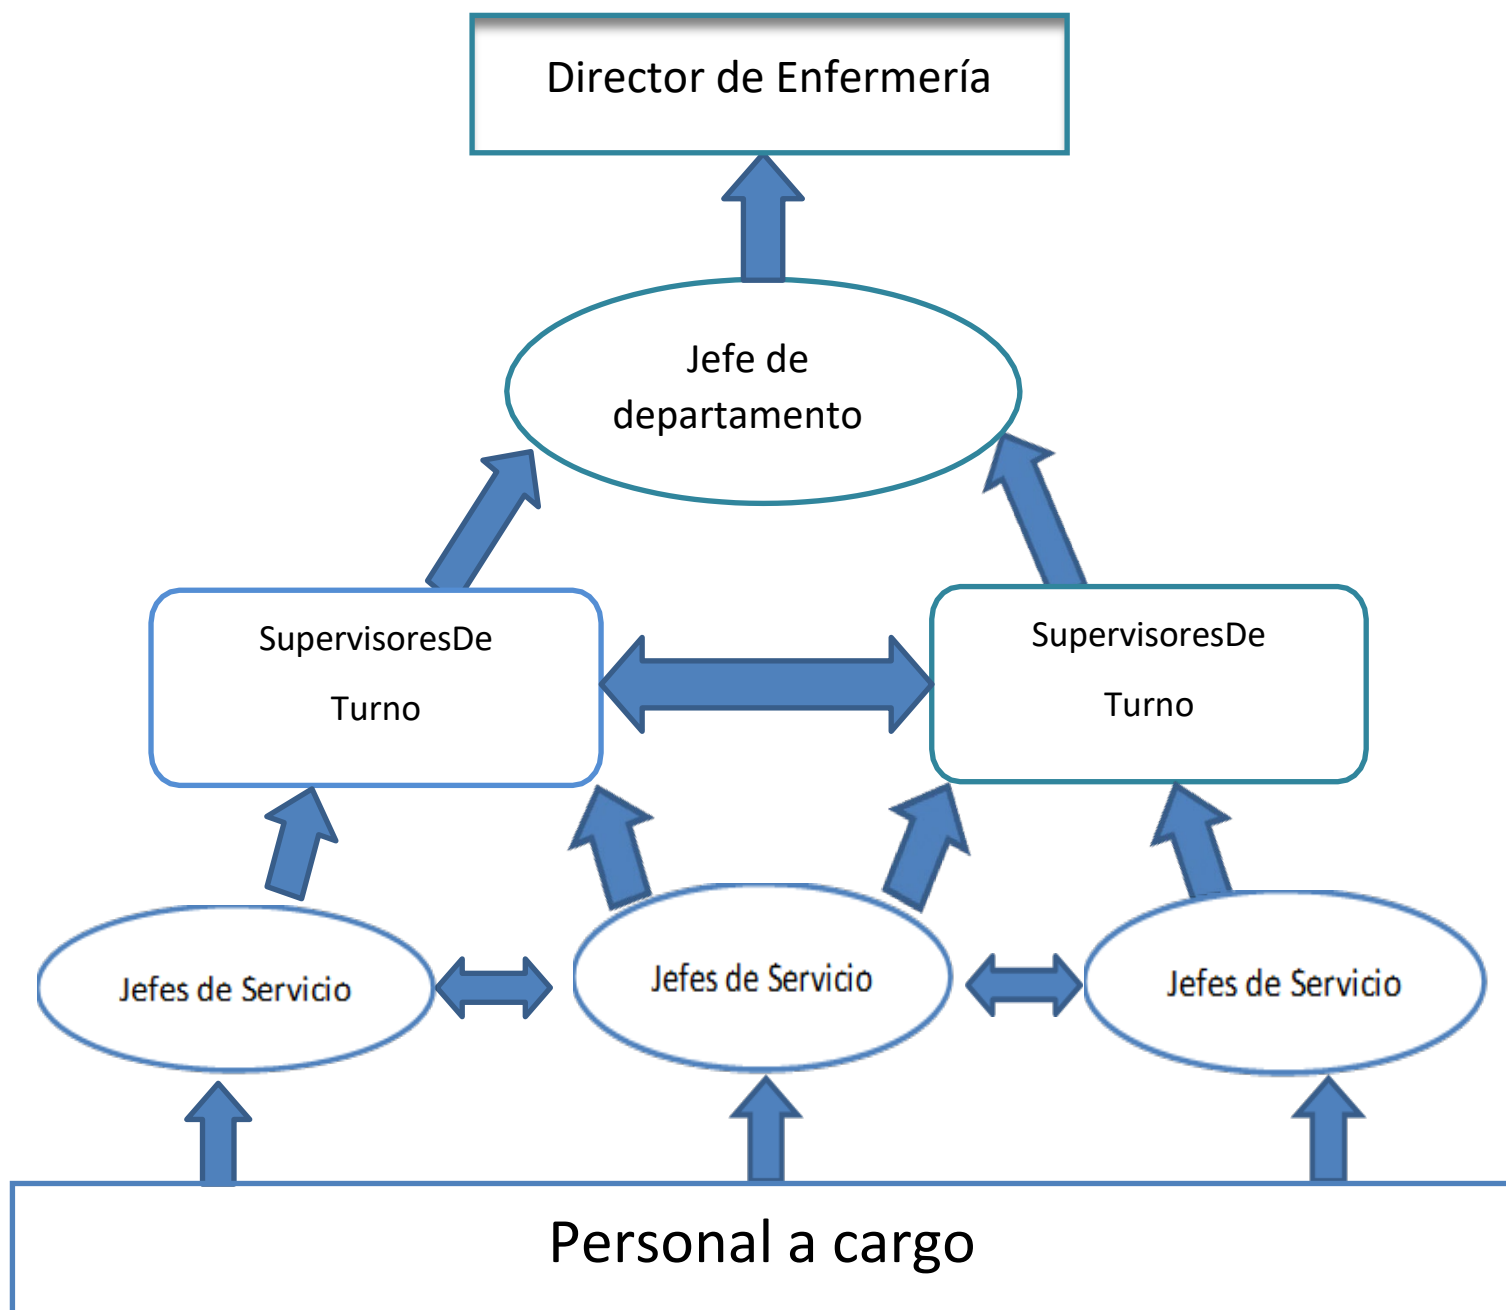 Director de Enfermería
Jefe de
departamento
SupervisoresDe
Turno
SupervisoresDe
Turno
Jefes de Servicio
Jefes de Servicio
Jefes de Servicio
Personal a cargo